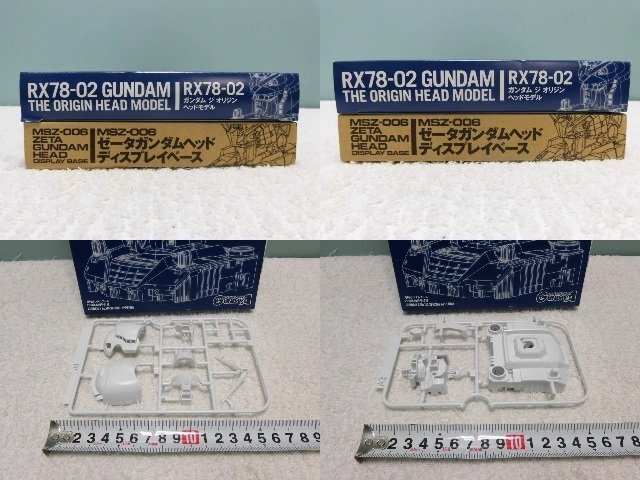 RX78-02 GUNDAM
THE ORIGIN HEAD MODEL
RX78-02
ガンダム ジ オリジン
ヘッドモデル
MSZ-006
ZETA
GUNDAM
HEAD
DISPLAY BASE
MSZ-006
ゼータガンダムヘッド
ディスプレイベース
RX78-02 GUNDAM
THE ORIGIN HEAD MODEL
RX78-02
ガンダム ジ オリジン
ヘッドモデル
MSZ-006
ZETA
GUNDAM
HEAD
DISPLAY BASE
MSZ-006
ゼータガンダムヘッド
ディスプレイベース
2 3 4 5 6 7 8 9 10 1 2 3 4 5 6 7 8 9
2 3 4 5 6 7 8 9 10 1 2 3 4 5 6 7 8 9